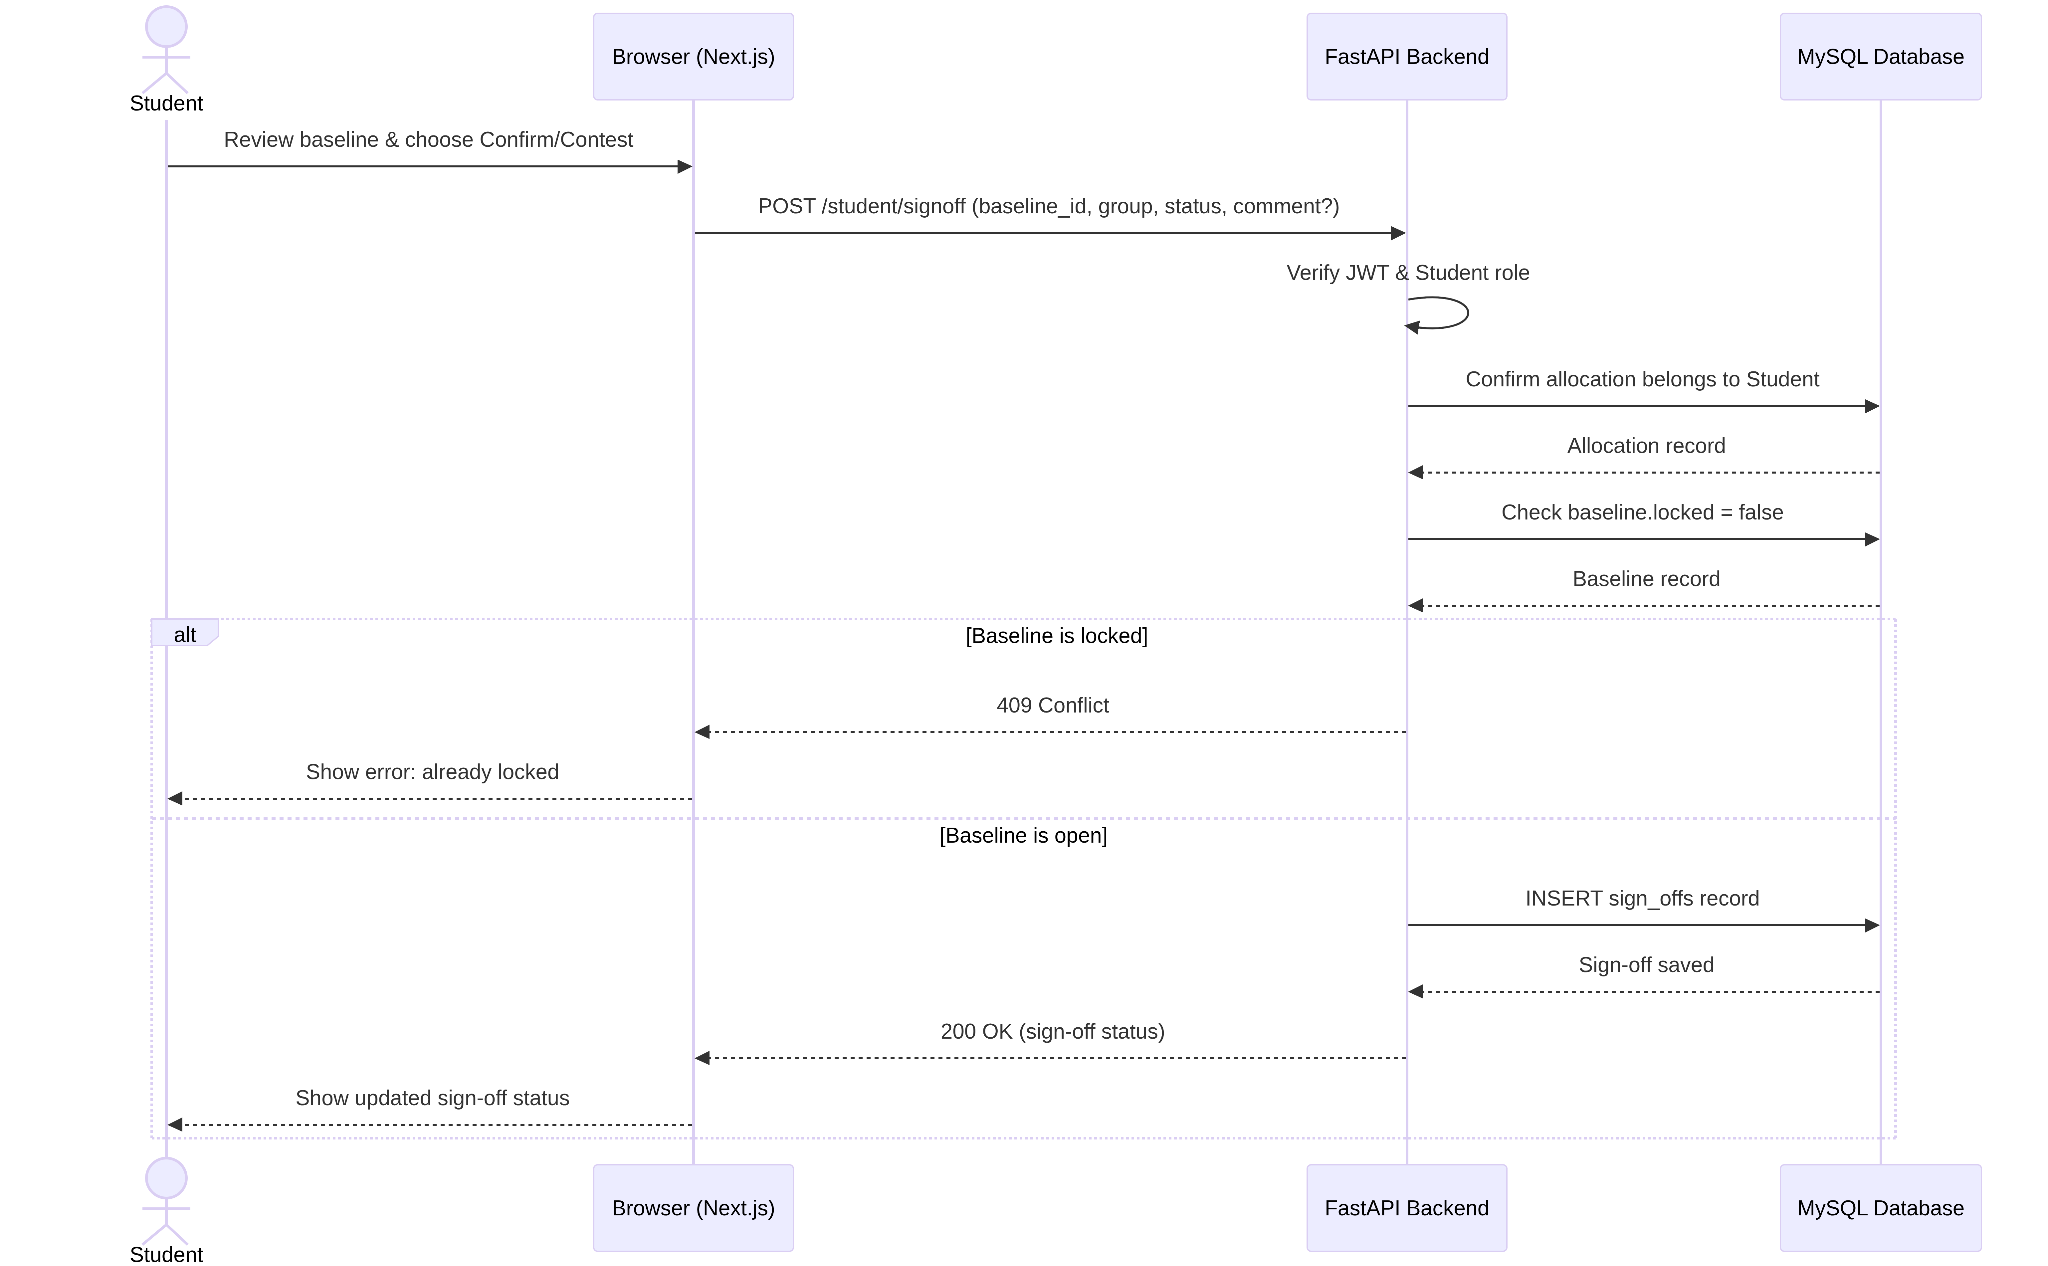 Student
Browser (Next.js)
FastAPI Backend
MySQL Database
Review baseline & choose Confirm/Contest
POST /student/signoff (baseline_id, group, status, comment?)
Verify JWT & Student role
Confirm allocation belongs to Student
Allocation record
Check baseline.locked = false
Baseline record
alt
[Baseline is locked]
409 Conflict
Show error: already locked
[Baseline is open]
INSERT sign_offs record
Sign-off saved
200 OK (sign-off status)
Show updated sign-off status
Student
Browser (Next.js)
FastAPI Backend
MySQL Database